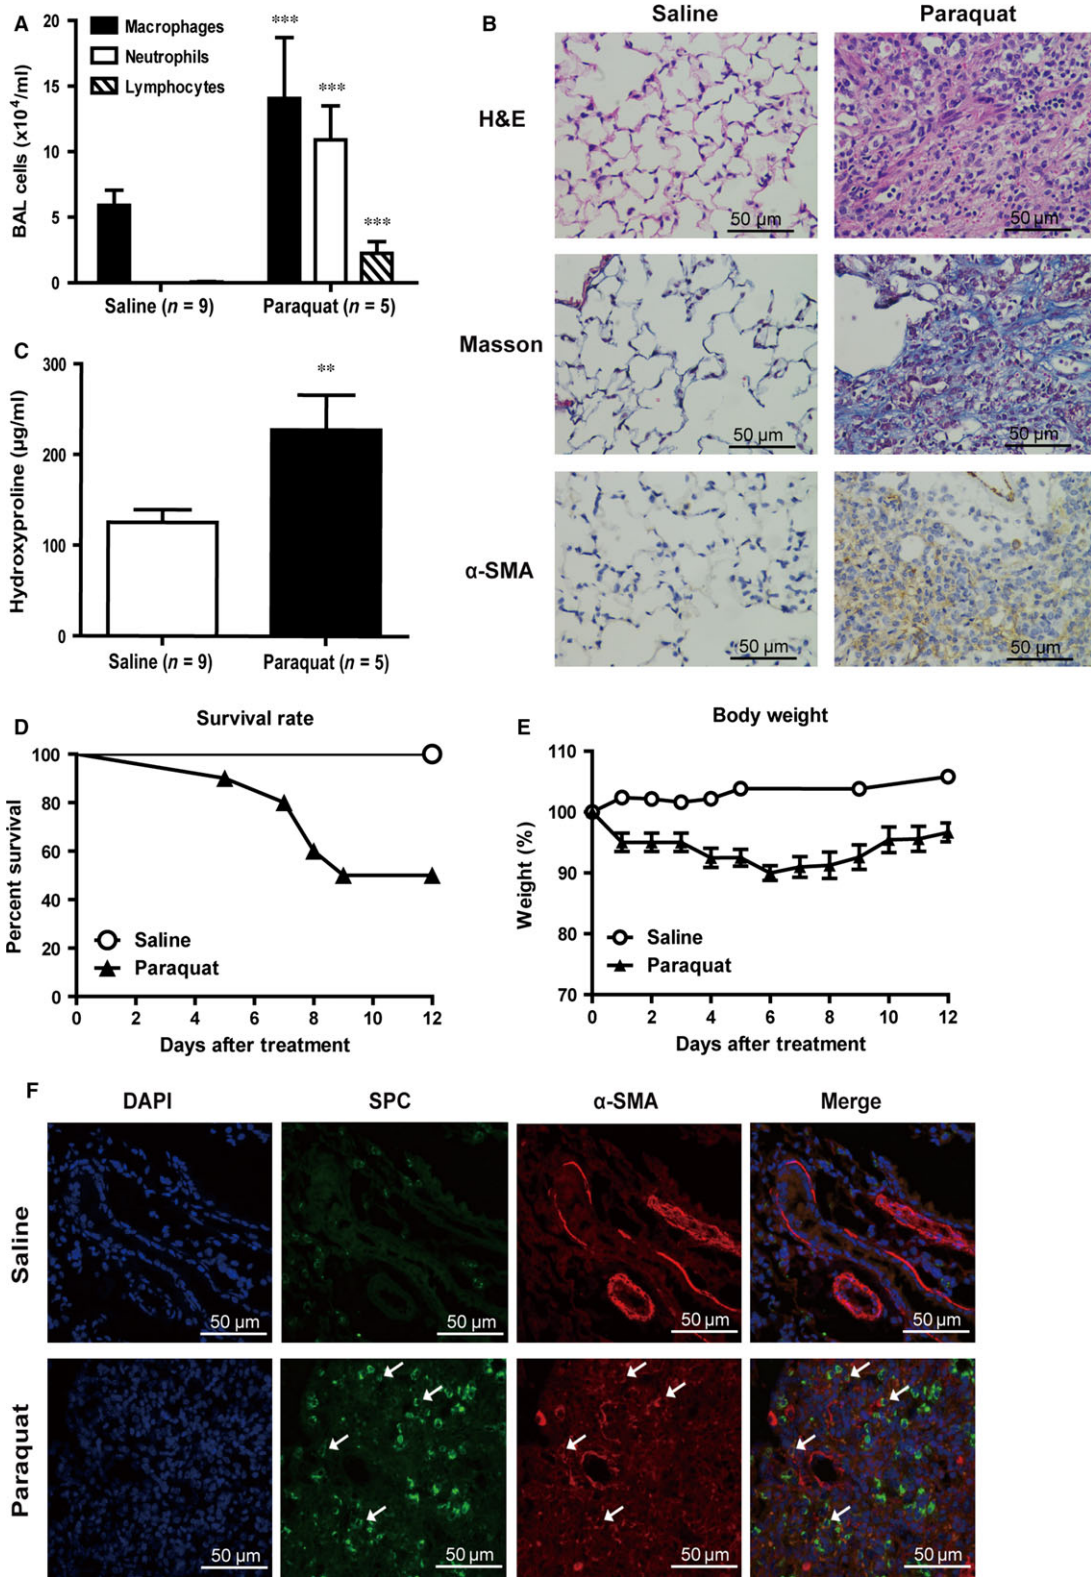 A
BAL cells (x10⁴/ml)
20
15
10
5
0
Macrophages
Neutrophils
Lymphocytes
***
***
***
Saline (n = 9)
Paraquat (n = 5)
B
Saline
Paraquat
H&E
50 µm
50 µm
Masson
50 µm
50 µm
α-SMA
50 µm
50 µm
C
Hydroxyproline (µg/ml)
300
200
100
0
**
Saline (n = 9)
Paraquat (n = 5)
D
Survival rate
Percent survival
100
80
60
40
20
0
Saline
Paraquat
0 2 4 6 8 10 12
Days after treatment
E
Body weight
Weight (%)
110
100
90
80
70
Saline
Paraquat
0 2 4 6 8 10 12
Days after treatment
F
DAPI
SPC
α-SMA
Merge
Saline
50 µm
50 µm
50 µm
50 µm
Paraquat
50 µm
50 µm
50 µm
50 µm